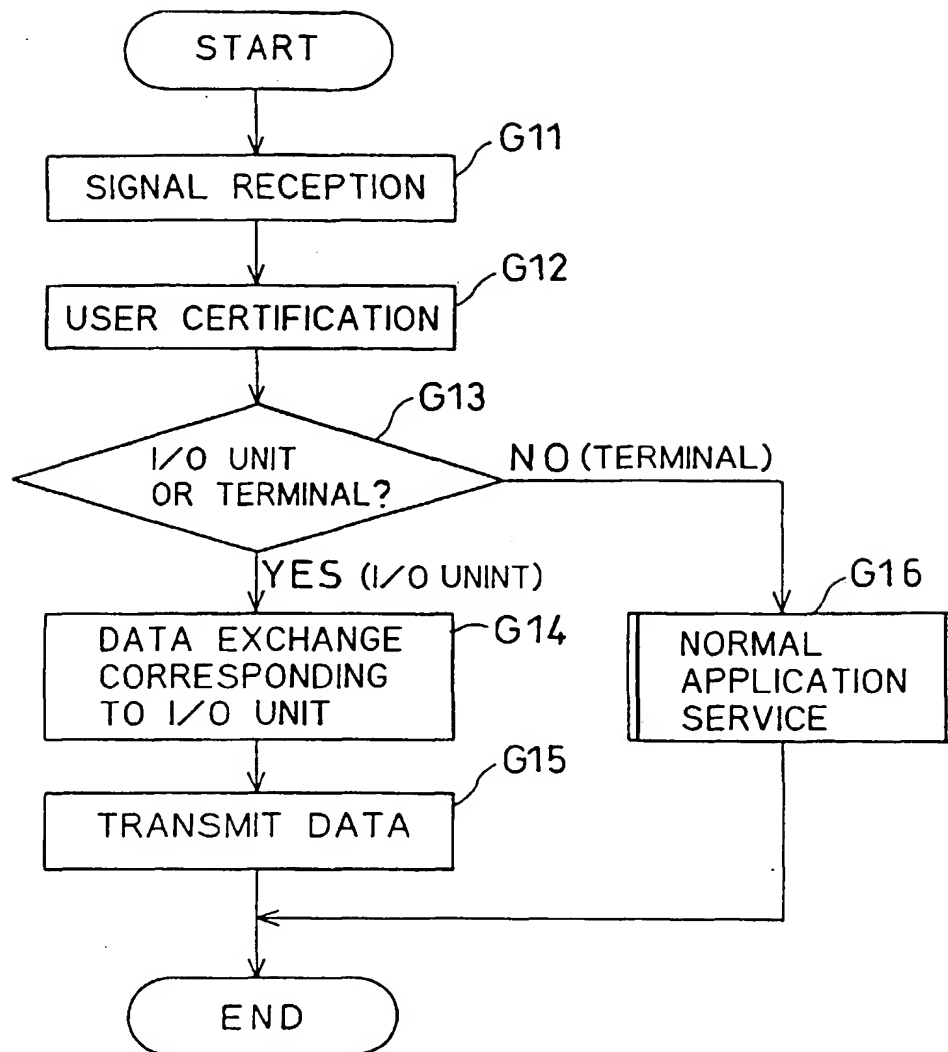 START
G11
SIGNAL RECEPTION
G12
USER CERTIFICATION
G13
I/O UNIT
OR TERMINAL?
NO (TERMINAL)
YES (I/O UNINT)
G14
DATA EXCHANGE
CORRESPONDING
TO I/O UNIT
G16
NORMAL
APPLICATION
SERVICE
G15
TRANSMIT DATA
END